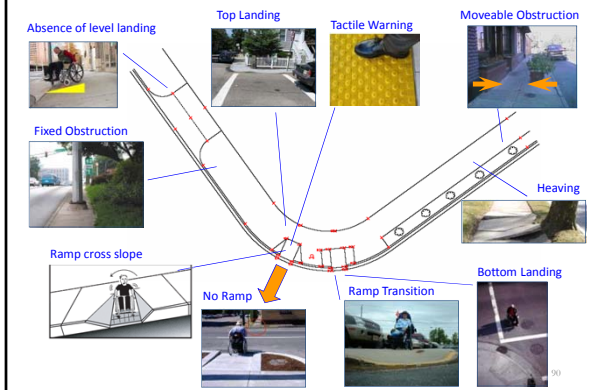 Absence of level landing
Top Landing
Tactile Warning
Moveable Obstruction
Fixed Obstruction
Heaving
Ramp cross slope
No Ramp
Ramp Transition
Bottom Landing
90